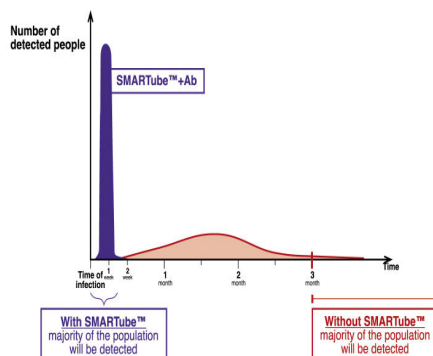 Number of
detected people
SMARTube™+Ab
Time
Time of
infection
1
week
2
week
1
month
2
month
3
month
With SMARTube™
majority of the population
will be detected
Without SMARTube™
majority of the population
will be detected